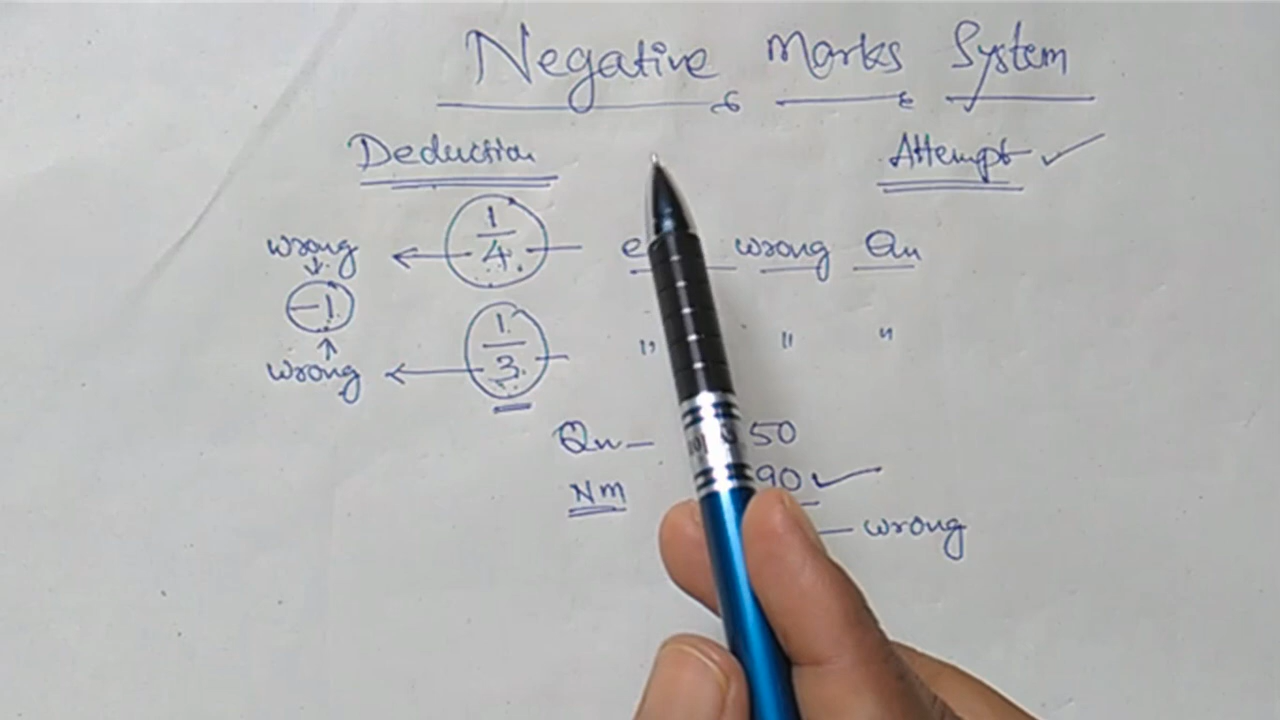 Negative Marks System
Deduction Attempt ✓
wrong ← 1/4 — wrong Qn
-1
wrong ← 1/3 — " " "
Qn — 50
Nm 90 ✓
— wrong